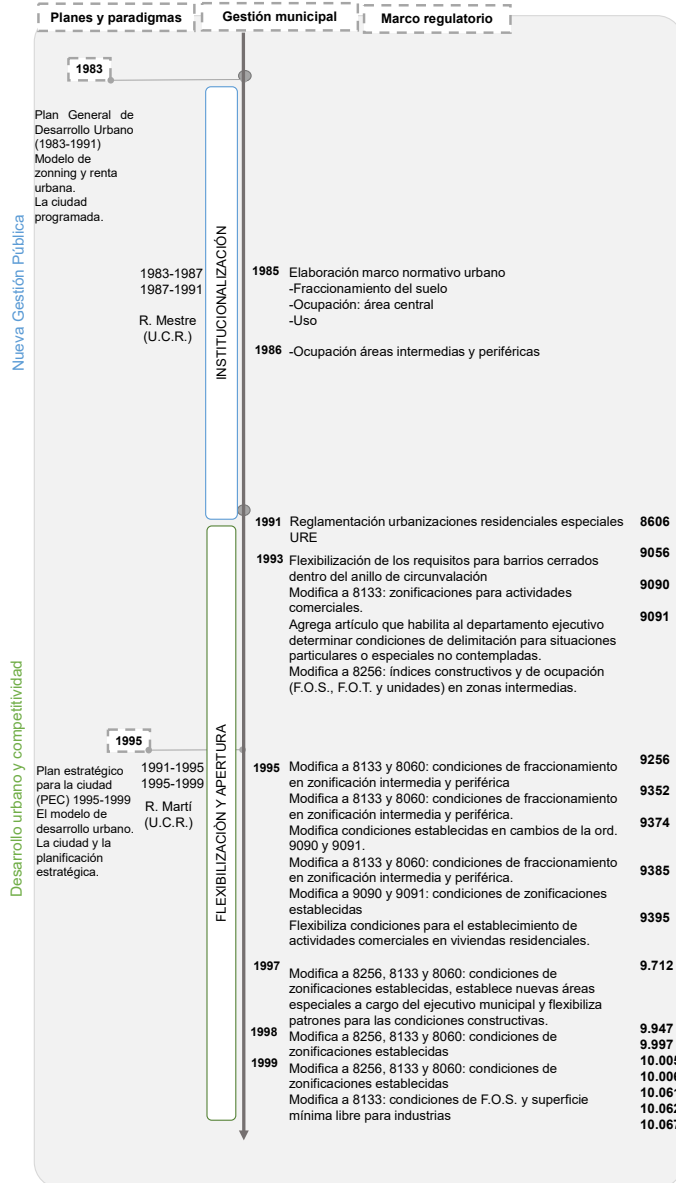 Planes y paradigmas
Gestión municipal
Marco regulatorio
1983
Plan General de
Desarrollo Urbano
(1983-1991)
Modelo de
zonning y renta
urbana.
La ciudad
programada.
Nueva Gestión Pública
1983-1987
1987-1991
R. Mestre
(U.C.R.)
INSTITUCIONALIZACIÓN
1985 Elaboración marco normativo urbano
-Fraccionamiento del suelo
-Ocupación: área central
-Uso
1986 -Ocupación áreas intermedias y periféricas
1991 Reglamentación urbanizaciones residenciales especiales 8606
URE
1993 Flexibilización de los requisitos para barrios cerrados 9056
dentro del anillo de circunvalación
Modifica a 8133: zonificaciones para actividades 9090
comerciales.
Agrega artículo que habilita al departamento ejecutivo 9091
determinar condiciones de delimitación para situaciones
particulares o especiales no contempladas.
Modifica a 8256: índices constructivos y de ocupación
(F.O.S., F.O.T. y unidades) en zonas intermedias.
Desarrollo urbano y competitividad
1995
Plan estratégico
para la ciudad
(PEC) 1995-1999
El modelo de
desarrollo urbano.
La ciudad y la
planificación
estratégica.
1991-1995
1995-1999
R. Martí
(U.C.R.)
FLEXIBILIZACIÓN Y APERTURA
1995 Modifica a 8133 y 8060: condiciones de fraccionamiento 9256
en zonificación intermedia y periférica
Modifica a 8133 y 8060: condiciones de fraccionamiento 9352
en zonificación intermedia y periférica.
Modifica condiciones establecidas en cambios de la ord. 9374
9090 y 9091.
Modifica a 8133 y 8060: condiciones de fraccionamiento 9385
en zonificación intermedia y periférica.
Modifica a 9090 y 9091: condiciones de zonificaciones
establecidas
Flexibiliza condiciones para el establecimiento de 9395
actividades comerciales en viviendas residenciales.
1997 Modifica a 8256, 8133 y 8060: condiciones de 9.712
zonificaciones establecidas, establece nuevas áreas
especiales a cargo del ejecutivo municipal y flexibiliza
patrones para las condiciones constructivas.
1998 Modifica a 8256, 8133 y 8060: condiciones de 9.947
zonificaciones establecidas 9.997
1999 Modifica a 8256, 8133 y 8060: condiciones de 10.005
zonificaciones establecidas 10.006
Modifica a 8133: condiciones de F.O.S. y superficie 10.061
mínima libre para industrias 10.062
10.067